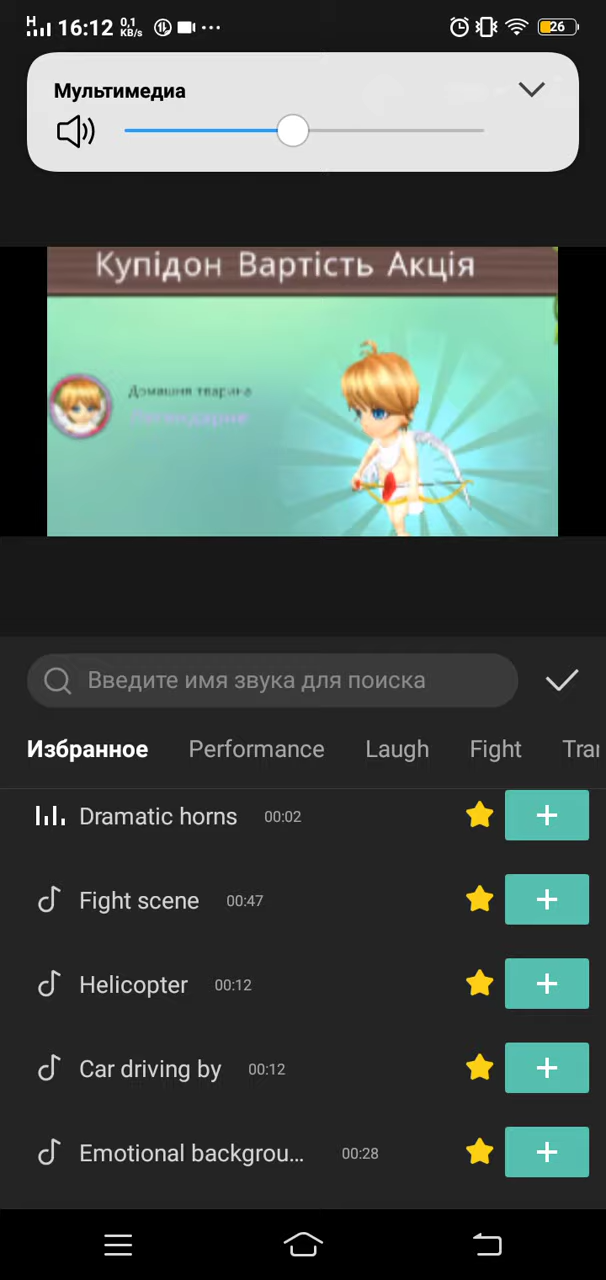 H 16:12 0,1 KB/s 26
Мультимедиа
Купідон Вартість Акція
Домашня тварина
Легендарне
Введите имя звука для поиска
Избранное Performance Laugh Fight Tra
Dramatic horns 00:02
Fight scene 00:47
Helicopter 00:12
Car driving by 00:12
Emotional backgrou... 00:28